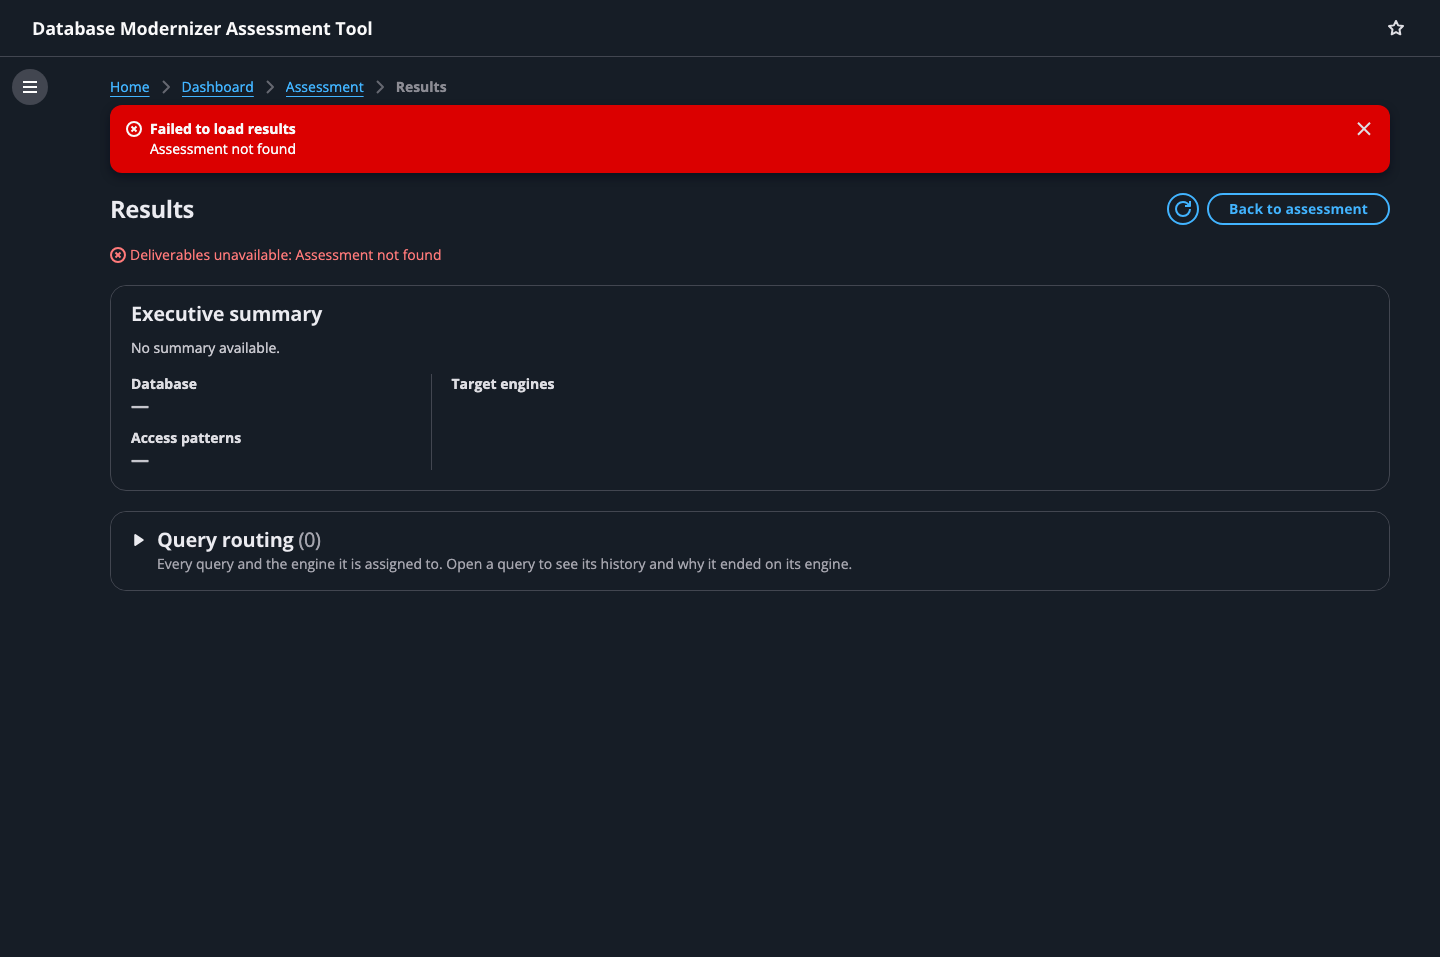 Database Modernizer Assessment Tool
Home Dashboard Assessment Results
Failed to load results
Assessment not found
Results
Back to assessment
Deliverables unavailable: Assessment not found
Executive summary
No summary available.
Database
—
Access patterns
—
Target engines
Query routing (0)
Every query and the engine it is assigned to. Open a query to see its history and why it ended on its engine.